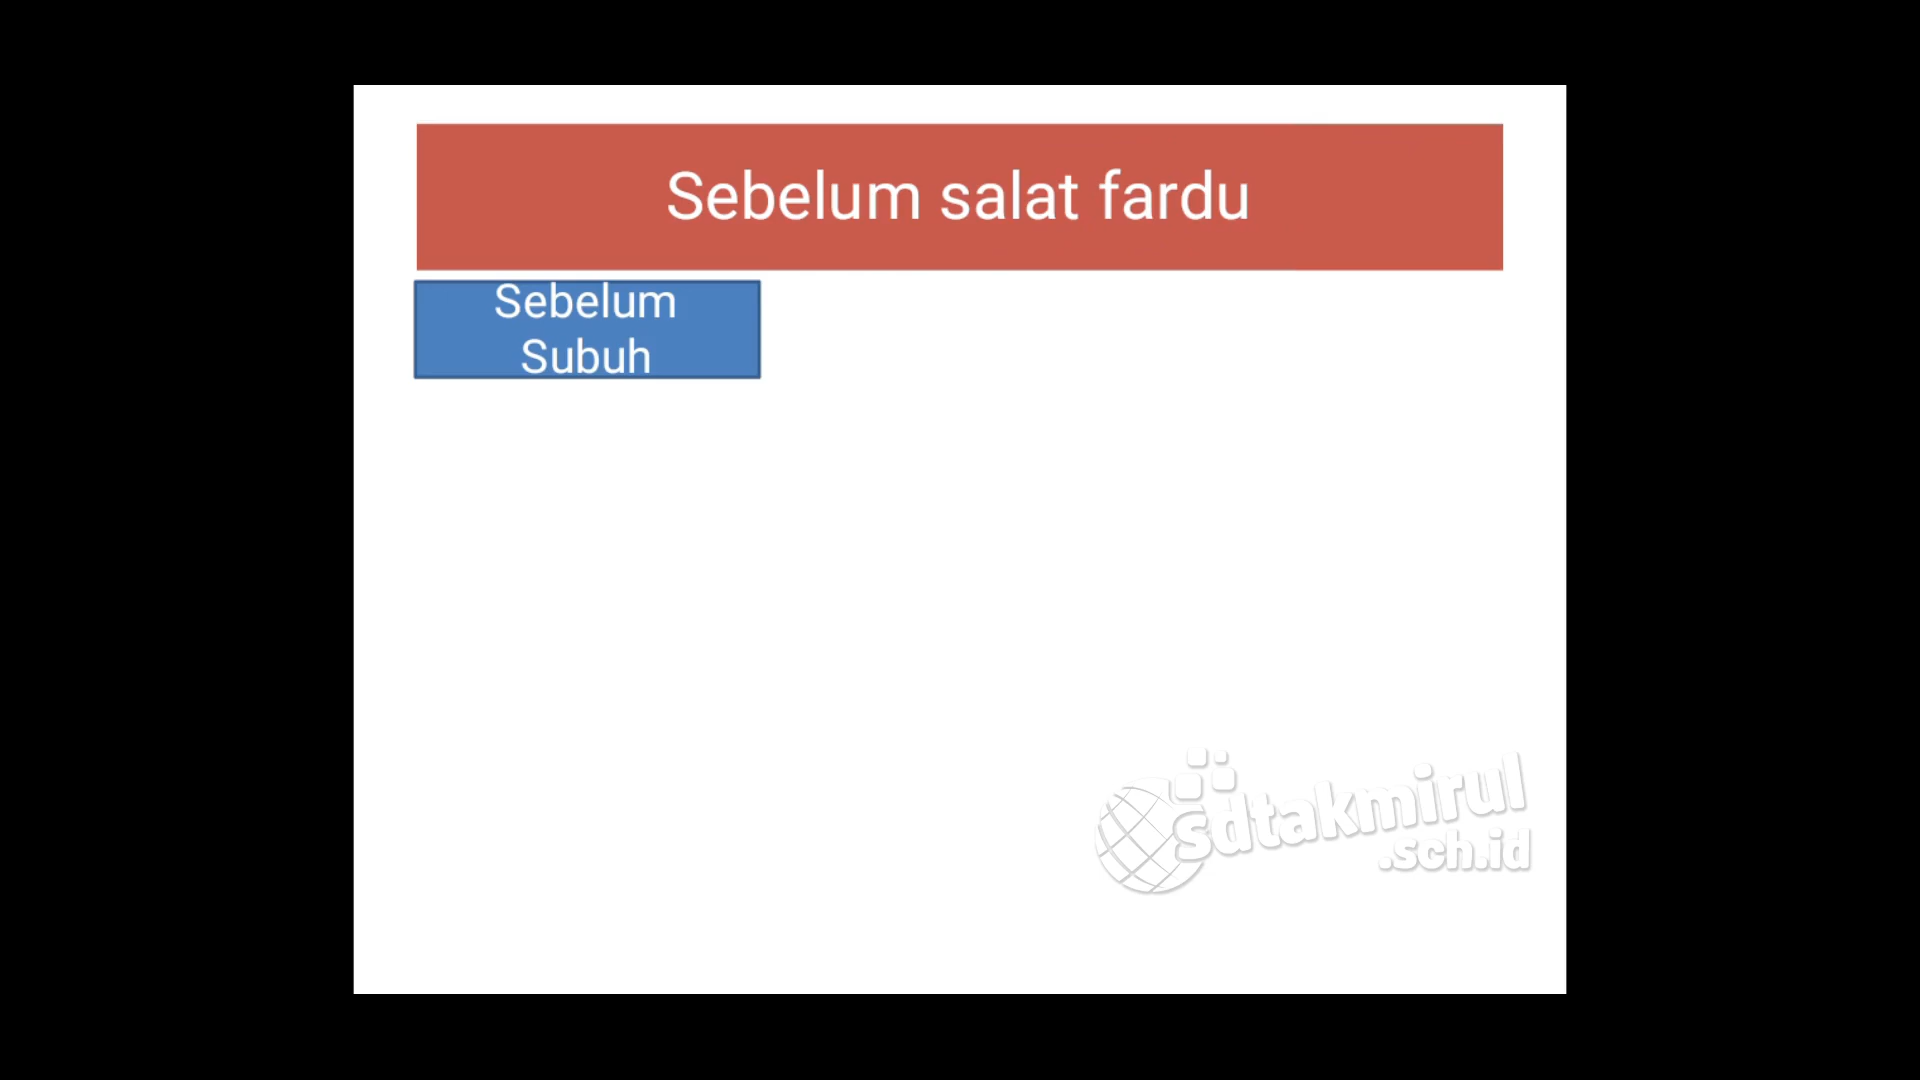 Sebelum salat fardu
Sebelum
Subuh
sdtakmirul
.sch.id